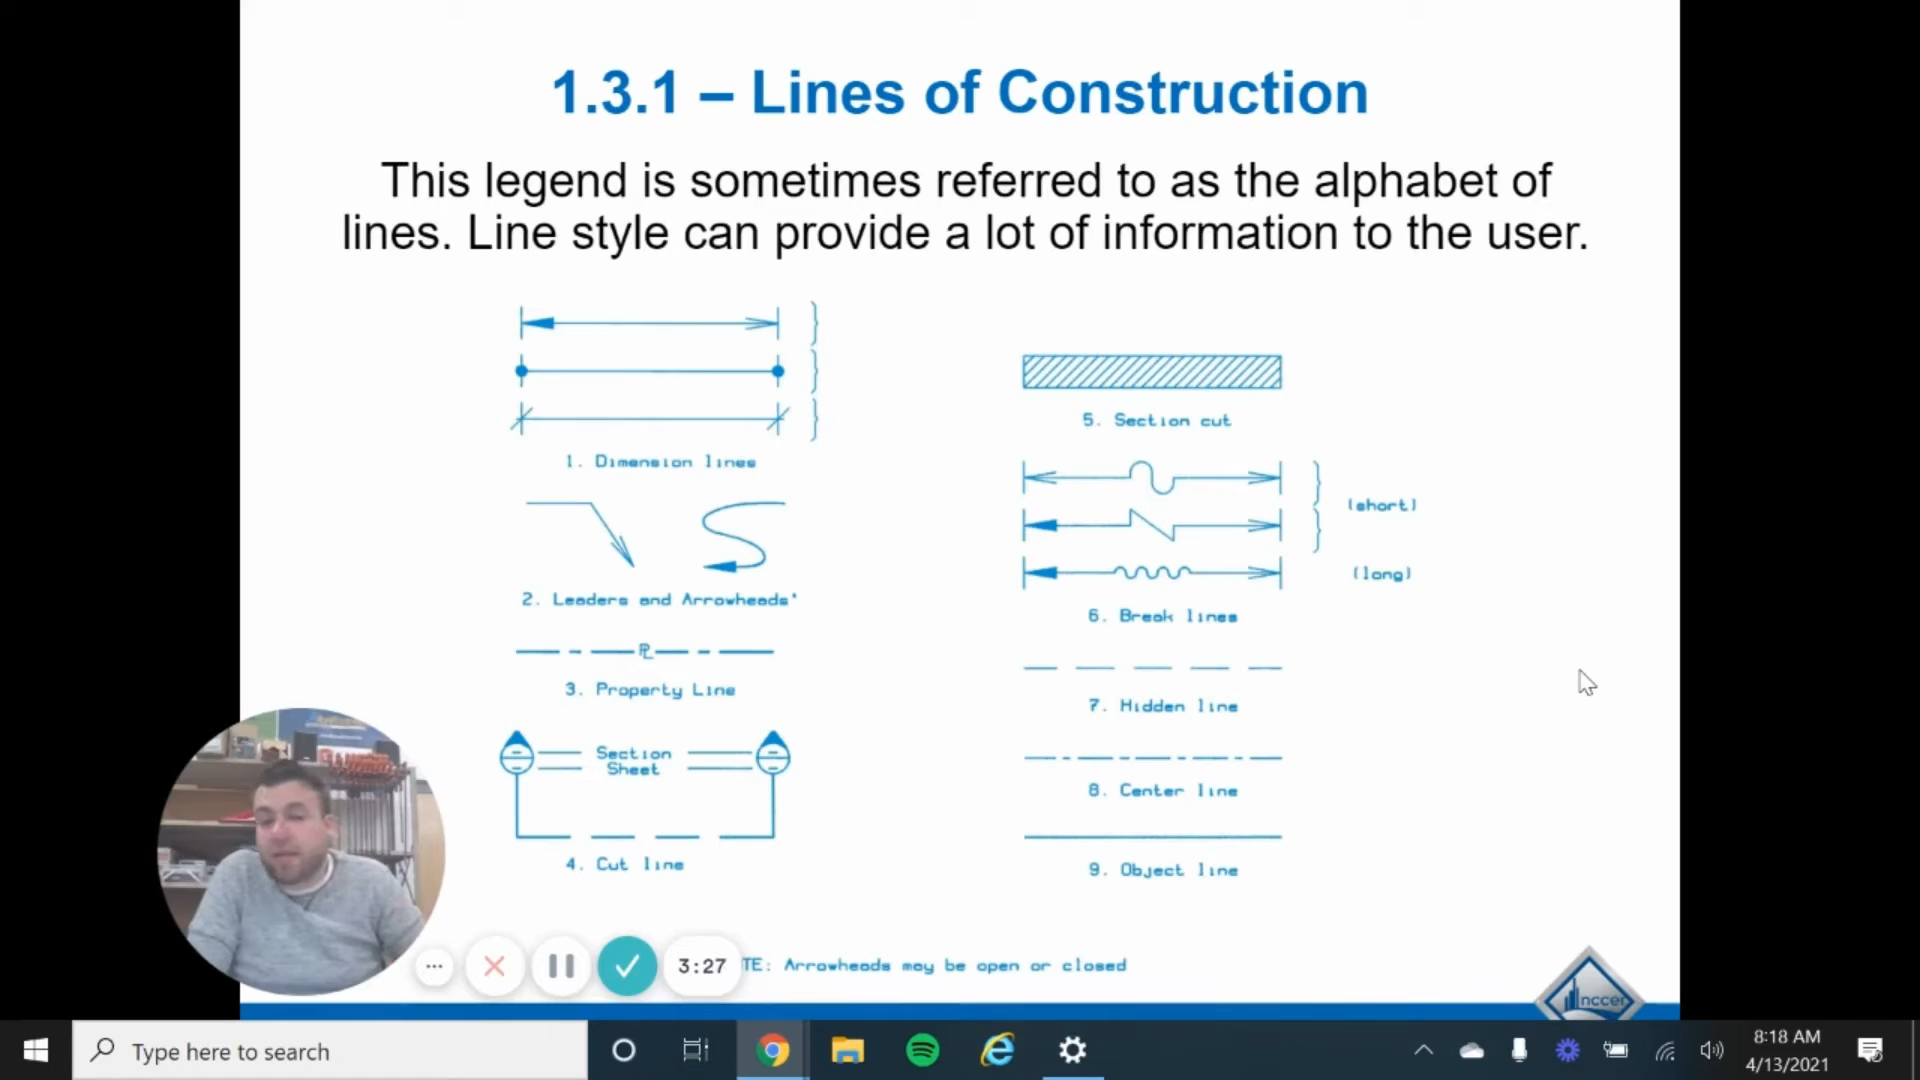 1.3.1 – Lines of Construction
This legend is sometimes referred to as the alphabet of
lines. Line style can provide a lot of information to the user.
1. Dimension lines
2. Leaders and Arrowheads'
PL
3. Property Line
Section
Sheet
4. Cut line
5. Section cut
(short)
(long)
6. Break lines
7. Hidden line
8. Center line
9. Object line
3:27
TE: Arrowheads may be open or closed
nccer
Type here to search
8:18 AM
4/13/2021